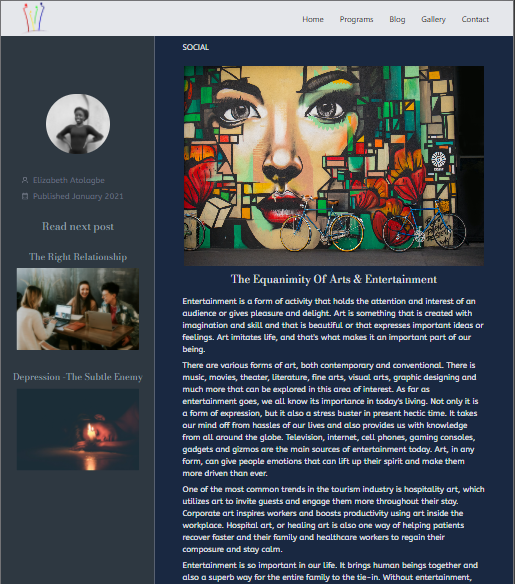 Home Programs Blog Gallery Contact
SOCIAL
Elizabeth Atalagbe
Published January 2021
Read next post
The Right Relationship
Depression -The Subtle Enemy
The Equanimity Of Arts & Entertainment
Entertainment is a form of activity that holds the attention and interest of an
audience or gives pleasure and delight. Art is something that is created with
imagination and skill and that is beautiful or that expresses important ideas or
feelings. Art imitates life, and that's what makes it an important part of our
being.
There are various forms of art, both contemporary and conventional. There is
music, movies, theater, literature, fine arts, visual arts, graphic designing and
much more that can be explored in this area of interest. As far as
entertainment goes, we all know its importance in today's living. Not only it is
a form of expression, but it also a stress buster in present hectic time. It takes
our mind off from hassles of our lives and also provides us with knowledge
from all around the globe. Television, internet, cell phones, gaming consoles,
gadgets and gizmos are the main sources of entertainment today. Art, in any
form, can give people emotions that can lift up their spirit and make them
more driven than ever.
One of the most common trends in the tourism industry is hospitality art, which
utilizes art to invite guests and engage them more throughout their stay.
Corporate art inspires workers and boosts productivity using art inside the
workplace. Hospital art, or healing art is also one way of helping patients
recover faster and their family and healthcare workers to regain their
composure and stay calm.
Entertainment is so important in our life. It brings human beings together and
also a superb way for the entire family to the tie-in. Without entertainment,